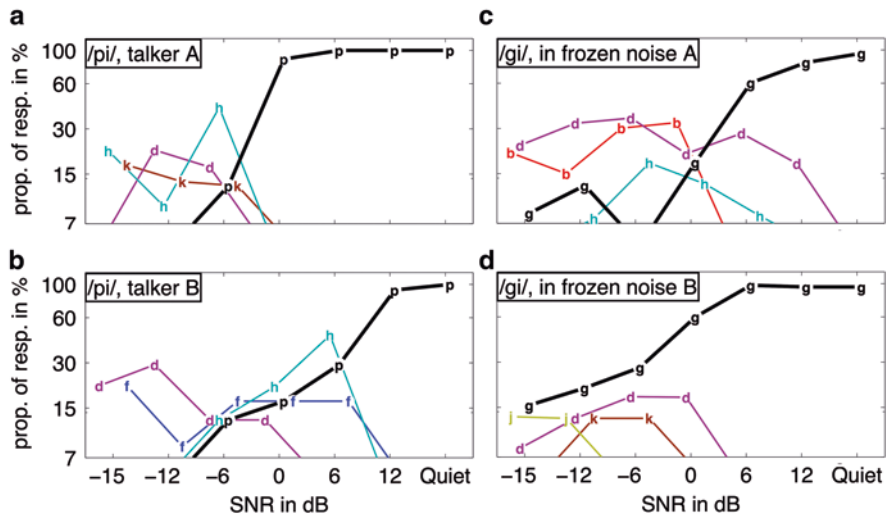 a
/pi/, talker A
prop. of resp. in %
100
60
30
15
7
h
k
d
h
k
d
h
p
k
p
p
p
p
c
/gi/, in frozen noise A
100
60
30
15
7
b
d
g
d
b
g
b
d
h
b
d
g
h
g
d
h
d
g
g
b
/pi/, talker B
prop. of resp. in %
100
60
30
15
7
d
f
d
f
d
h
p
f
d
h
p
f
h
p
f
p
p
−15
−12
−6
0
6
12
Quiet
SNR in dB
d
/gi/, in frozen noise B
100
60
30
15
7
j
d
g
j
d
g
k
d
g
k
d
g
g
g
g
−15
−12
−6
0
6
12
Quiet
SNR in dB